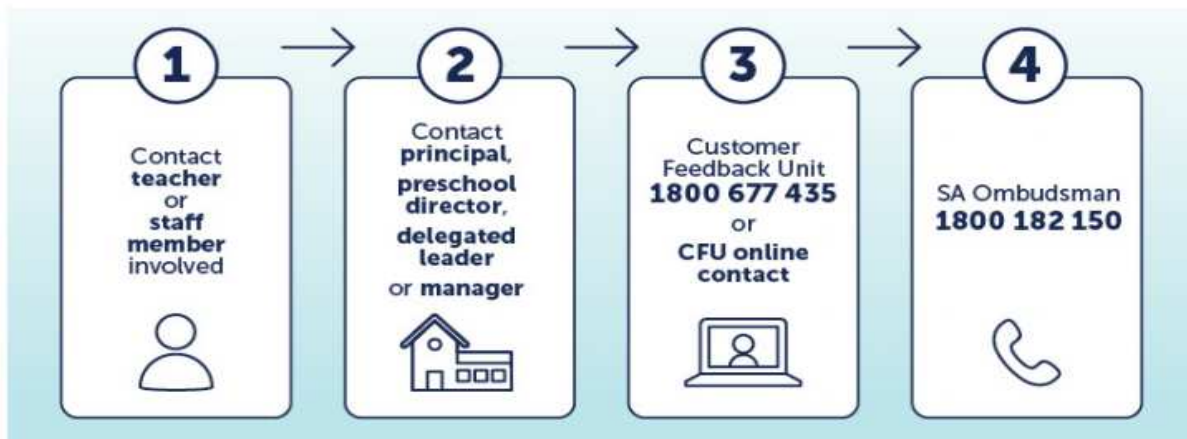 1
Contact
teacher
or
staff
member
involved
2
Contact
principal,
preschool
director,
delegated
leader
or manager
3
Customer
Feedback Unit
1800 677 435
or
CFU online
contact
4
SA Ombudsman
1800 182 150